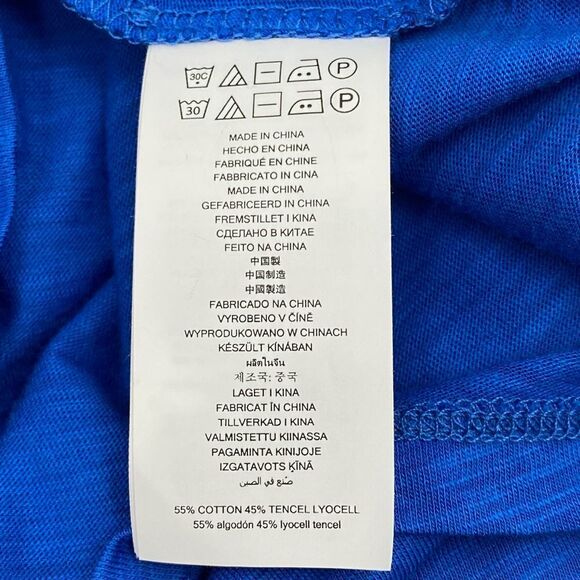 30C P
30 P
MADE IN CHINA
HECHO EN CHINA
FABRIQUÉ EN CHINE
FABBRICATO IN CINA
MADE IN CHINA
GEFABRICEERD IN CHINA
FREMSTILLET I KINA
СДЕЛАНО В КИТАЕ
FEITO NA CHINA
中国製
中国制造
中國製造
FABRICADO NA CHINA
VYROBENO V ČÍNĚ
WYPRODUKOWANO W CHINACH
KÉSZÜLT KÍNÁBAN
ผลิตในจีน
제조국: 중국
LAGET I KINA
FABRICAT ÎN CHINA
TILLVERKAD I KINA
VALMISTETTU KIINASSA
PAGAMINTA KINIJOJE
IZGATAVOTS ĶĪNĀ
صنع في الصين
55% COTTON 45% TENCEL LYOCELL
55% algodón 45% lyocell tencel